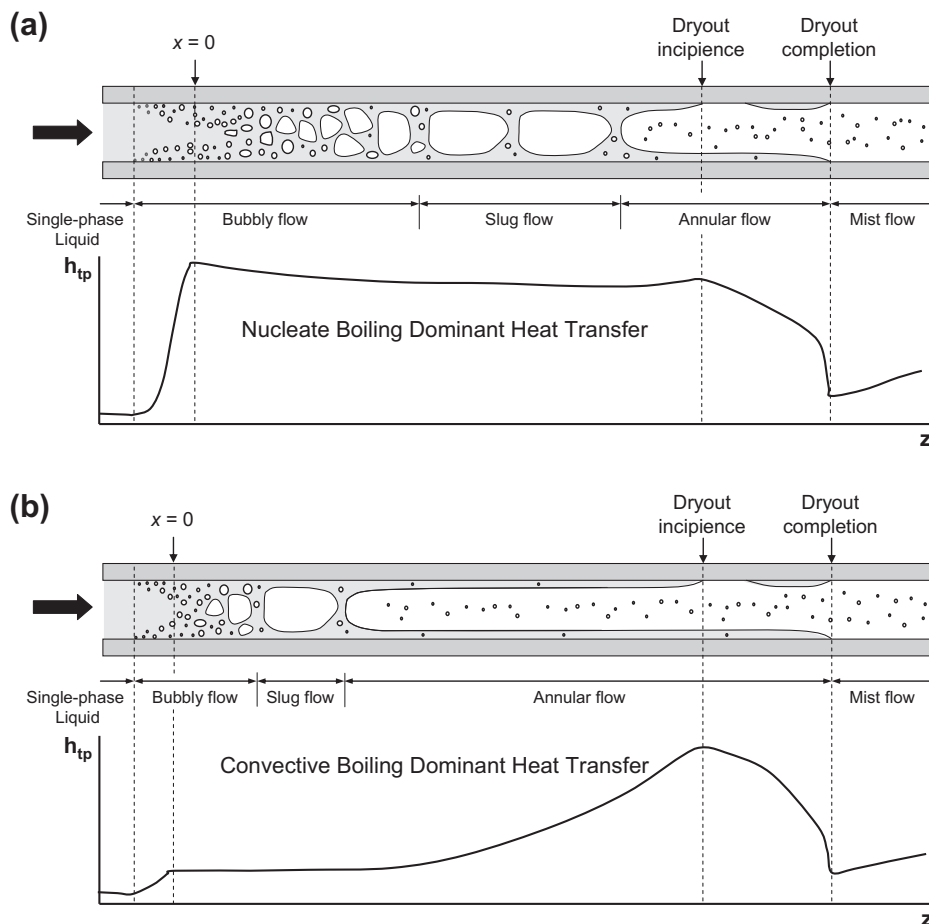 (a)
x = 0
Dryout
incipience
Dryout
completion
Single-phase
Liquid
Bubbly flow
Slug flow
Annular flow
Mist flow
htp
Nucleate Boiling Dominant Heat Transfer
z
(b)
x = 0
Dryout
incipience
Dryout
completion
Single-phase
Liquid
Bubbly flow
Slug flow
Annular flow
Mist flow
htp
Convective Boiling Dominant Heat Transfer
z